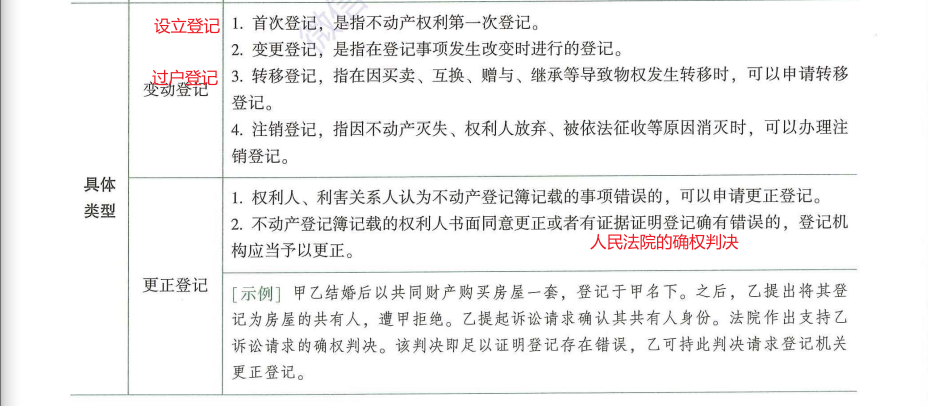 设立登记
1. 首次登记，是指不动产权利第一次登记。
2. 变更登记，是指在登记事项发生改变时进行的登记。
过户登记
变动登记
3. 转移登记，指在因买卖、互换、赠与、继承等导致物权发生转移时，可以申请转移
登记。
4. 注销登记，指因不动产灭失、权利人放弃、被依法征收等原因消灭时，可以办理注
销登记。
具体
类型
1. 权利人、利害关系人认为不动产登记簿记载的事项错误的，可以申请更正登记。
2. 不动产登记簿记载的权利人书面同意更正或者有证据证明登记确有错误的，登记机
构应当予以更正。
人民法院的确权判决
更正登记
［示例］甲乙结婚后以共同财产购买房屋一套，登记于甲名下。之后，乙提出将其登
记为房屋的共有人，遭甲拒绝。乙提起诉讼请求确认其共有人身份。法院作出支持乙
诉讼请求的确权判决。该判决即足以证明登记存在错误，乙可持此判决请求登记机关
更正登记。
微信